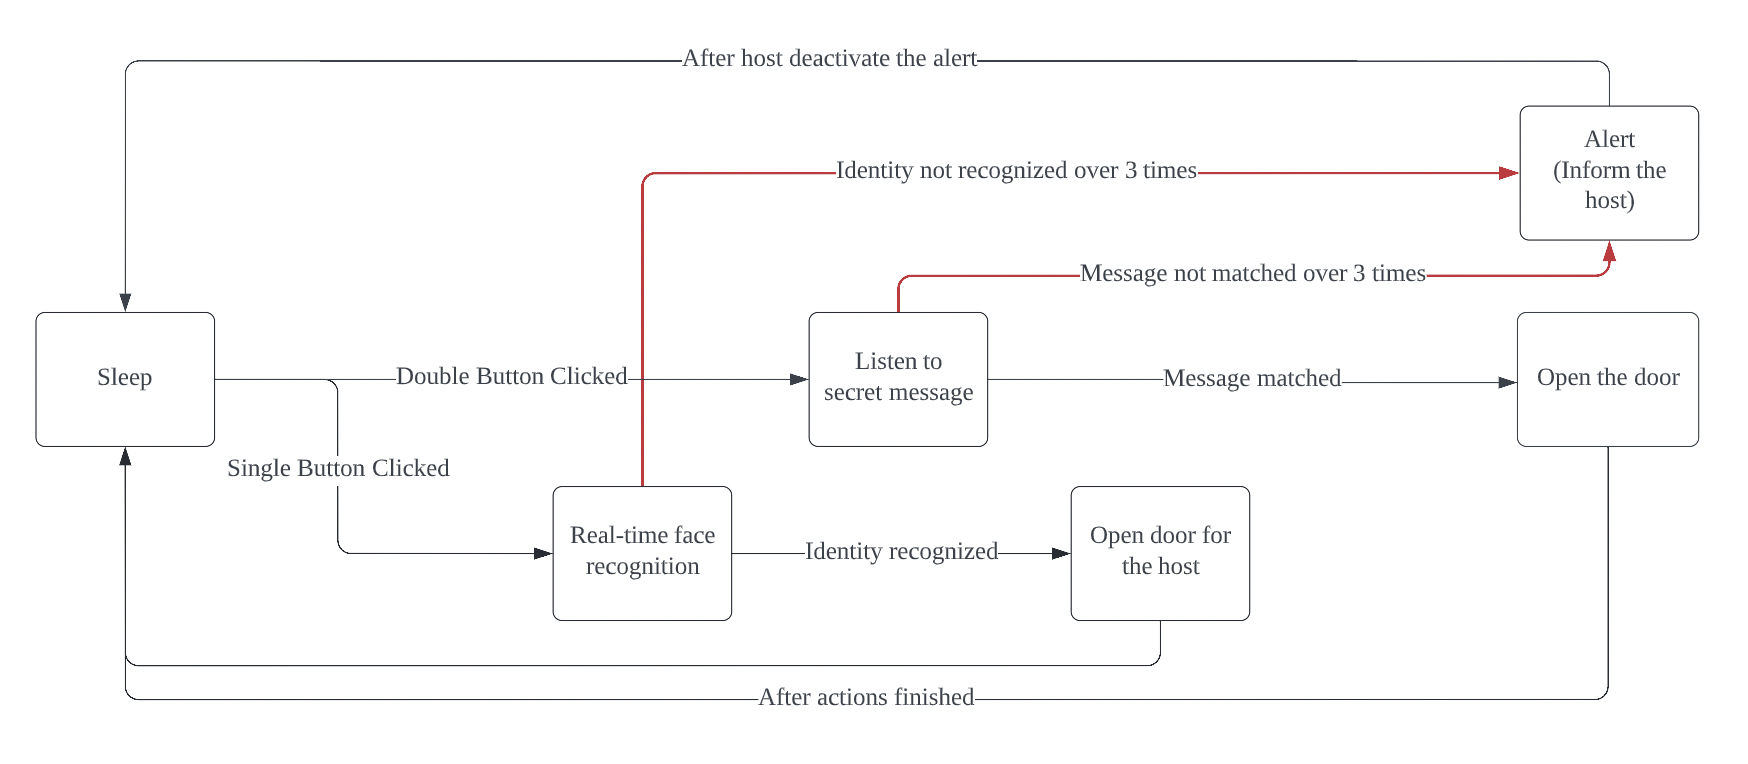 After host deactivate the alert
Alert
(Inform the
host)
Identity not recognized over 3 times
Message not matched over 3 times
Sleep
Double Button Clicked
Listen to
secret message
Message matched
Open the door
Single Button Clicked
Real-time face
recognition
Identity recognized
Open door for
the host
After actions finished